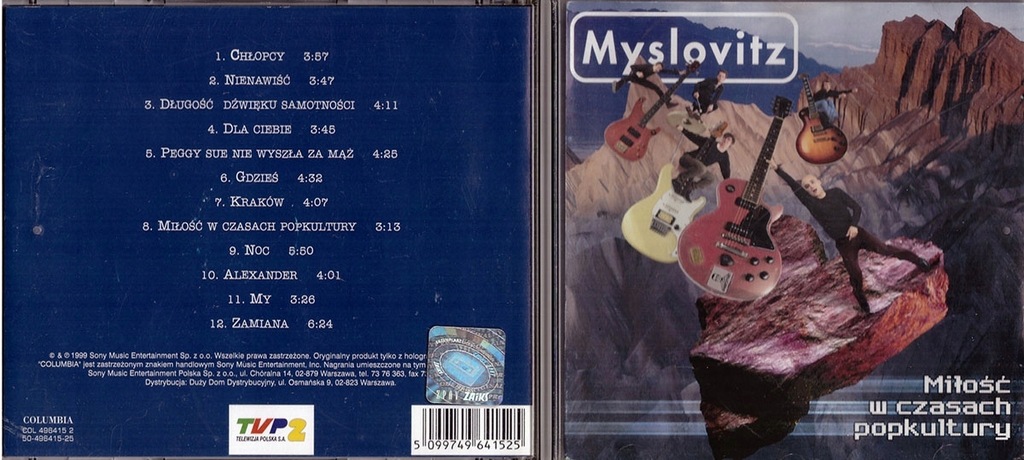 1. Chłopcy 3:57
2. Nienawiść 3:47
3. Długość dźwięku samotności 4:11
4. Dla ciebie 3:45
5. Peggy Sue nie wyszła za mąż 4:25
6. Gdzieś 4:32
7. Kraków 4:07
8. Miłość w czasach popkultury 3:13
9. Noc 5:50
10. Alexander 4:01
11. My 3:26
12. Zamiana 6:24
© & ℗ 1999 Sony Music Entertainment Sp. z o.o. Wszelkie prawa zastrzeżone. Oryginalny produkt tylko z hologr
"COLUMBIA" jest zastrzeżonym znakiem handlowym Sony Music Entertainment, Inc. Nagrania umieszczone na tym
Sony Music Entertainment Polska Sp. z o.o., ul. Chóralna 14, 02-879 Warszawa, tel. 73 76 363, fax 7
Dystrybucja: Duży Dom Dystrybucyjny, ul. Osmańska 9, 02-823 Warszawa.
ZAIKS
COLUMBIA
COL 496415 2
50-496415-25
TVP2
TELEWIZJA POLSKA S.A.
5 099749 641525
Myslovitz
Miłość
w czasach
popkultury